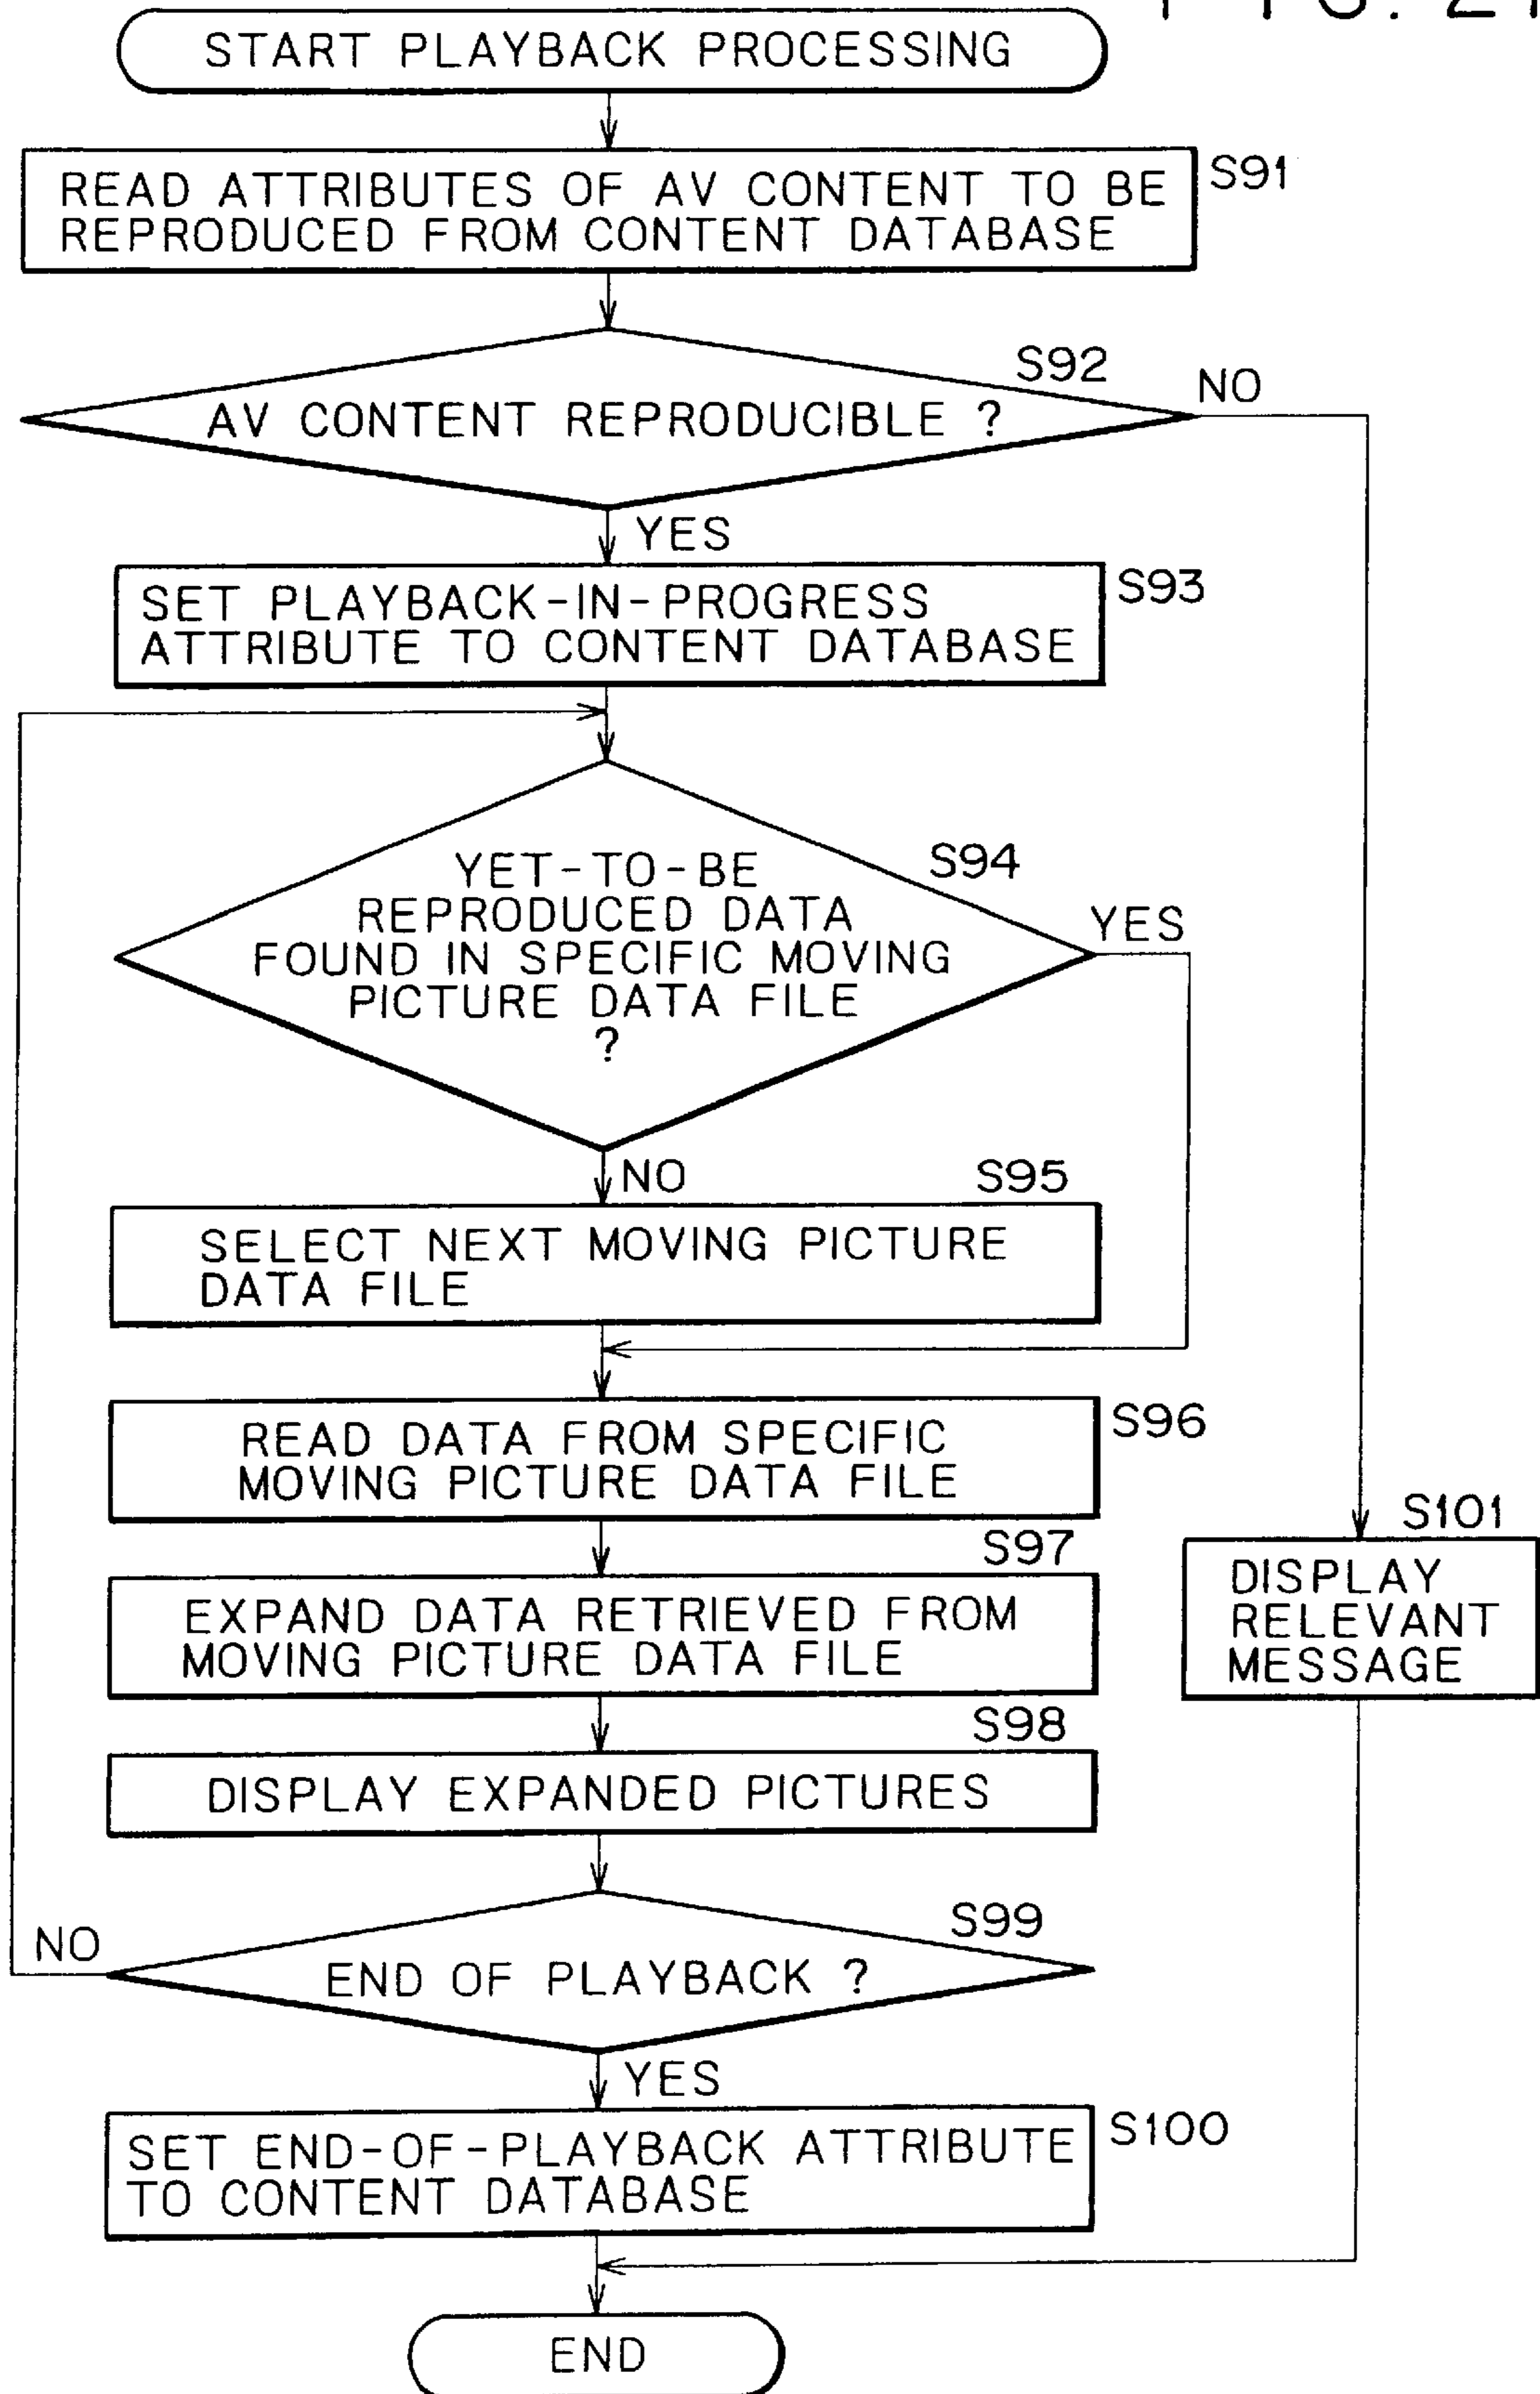 START PLAYBACK PROCESSING
READ ATTRIBUTES OF AV CONTENT TO BE
REPRODUCED FROM CONTENT DATABASE
S91
S92
AV CONTENT REPRODUCIBLE ?
NO
YES
SET PLAYBACK-IN-PROGRESS
ATTRIBUTE TO CONTENT DATABASE
S93
S94
YET-TO-BE
REPRODUCED DATA
FOUND IN SPECIFIC MOVING
PICTURE DATA FILE
?
YES
NO
S95
SELECT NEXT MOVING PICTURE
DATA FILE
READ DATA FROM SPECIFIC
MOVING PICTURE DATA FILE
S96
S97
EXPAND DATA RETRIEVED FROM
MOVING PICTURE DATA FILE
S101
DISPLAY
RELEVANT
MESSAGE
S98
DISPLAY EXPANDED PICTURES
S99
END OF PLAYBACK ?
NO
YES
SET END-OF-PLAYBACK ATTRIBUTE
TO CONTENT DATABASE
S100
END